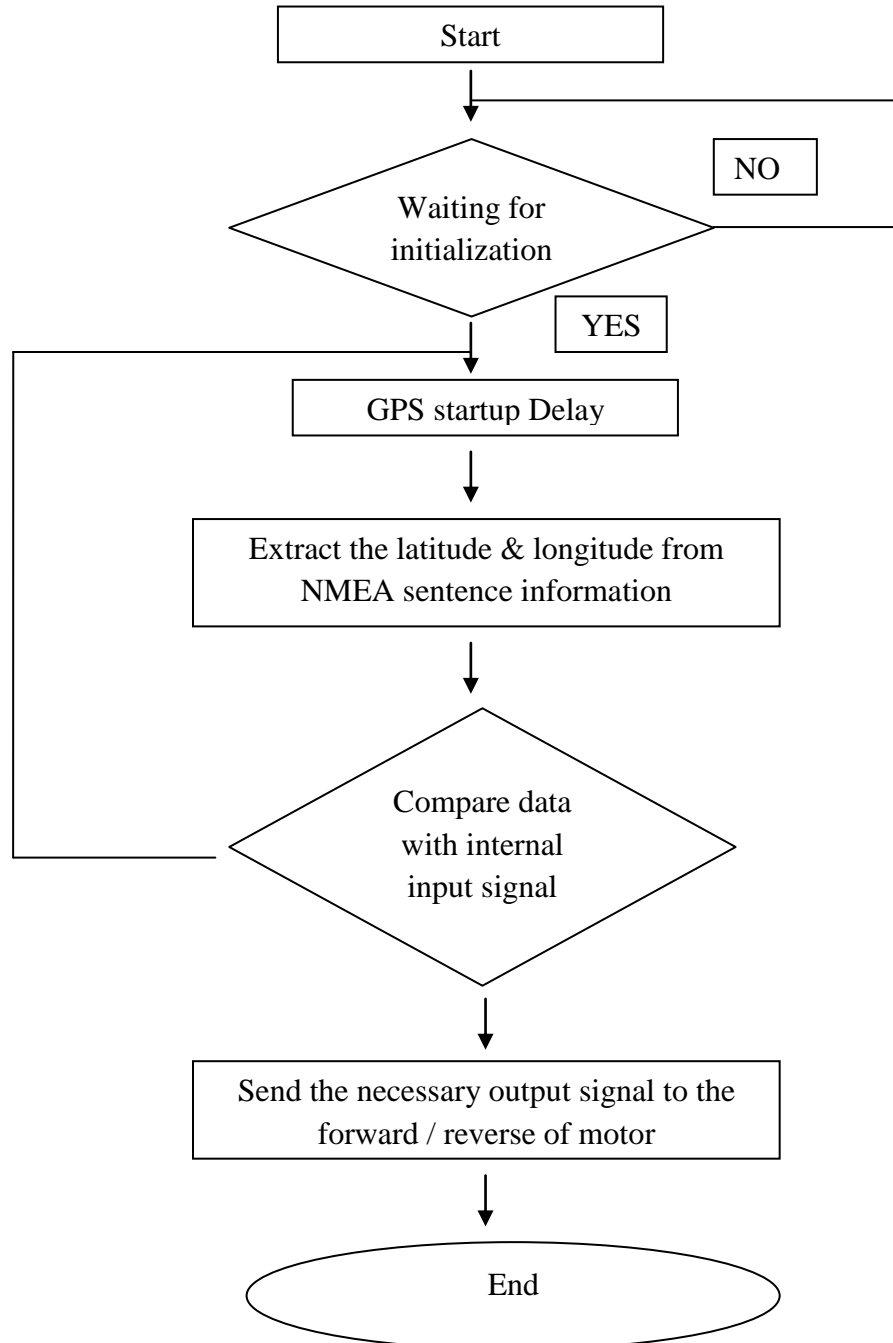 Start
NO
Waiting for
initialization
YES
GPS startup Delay
Extract the latitude & longitude from
NMEA sentence information
Compare data
with internal
input signal
Send the necessary output signal to the
forward / reverse of motor
End